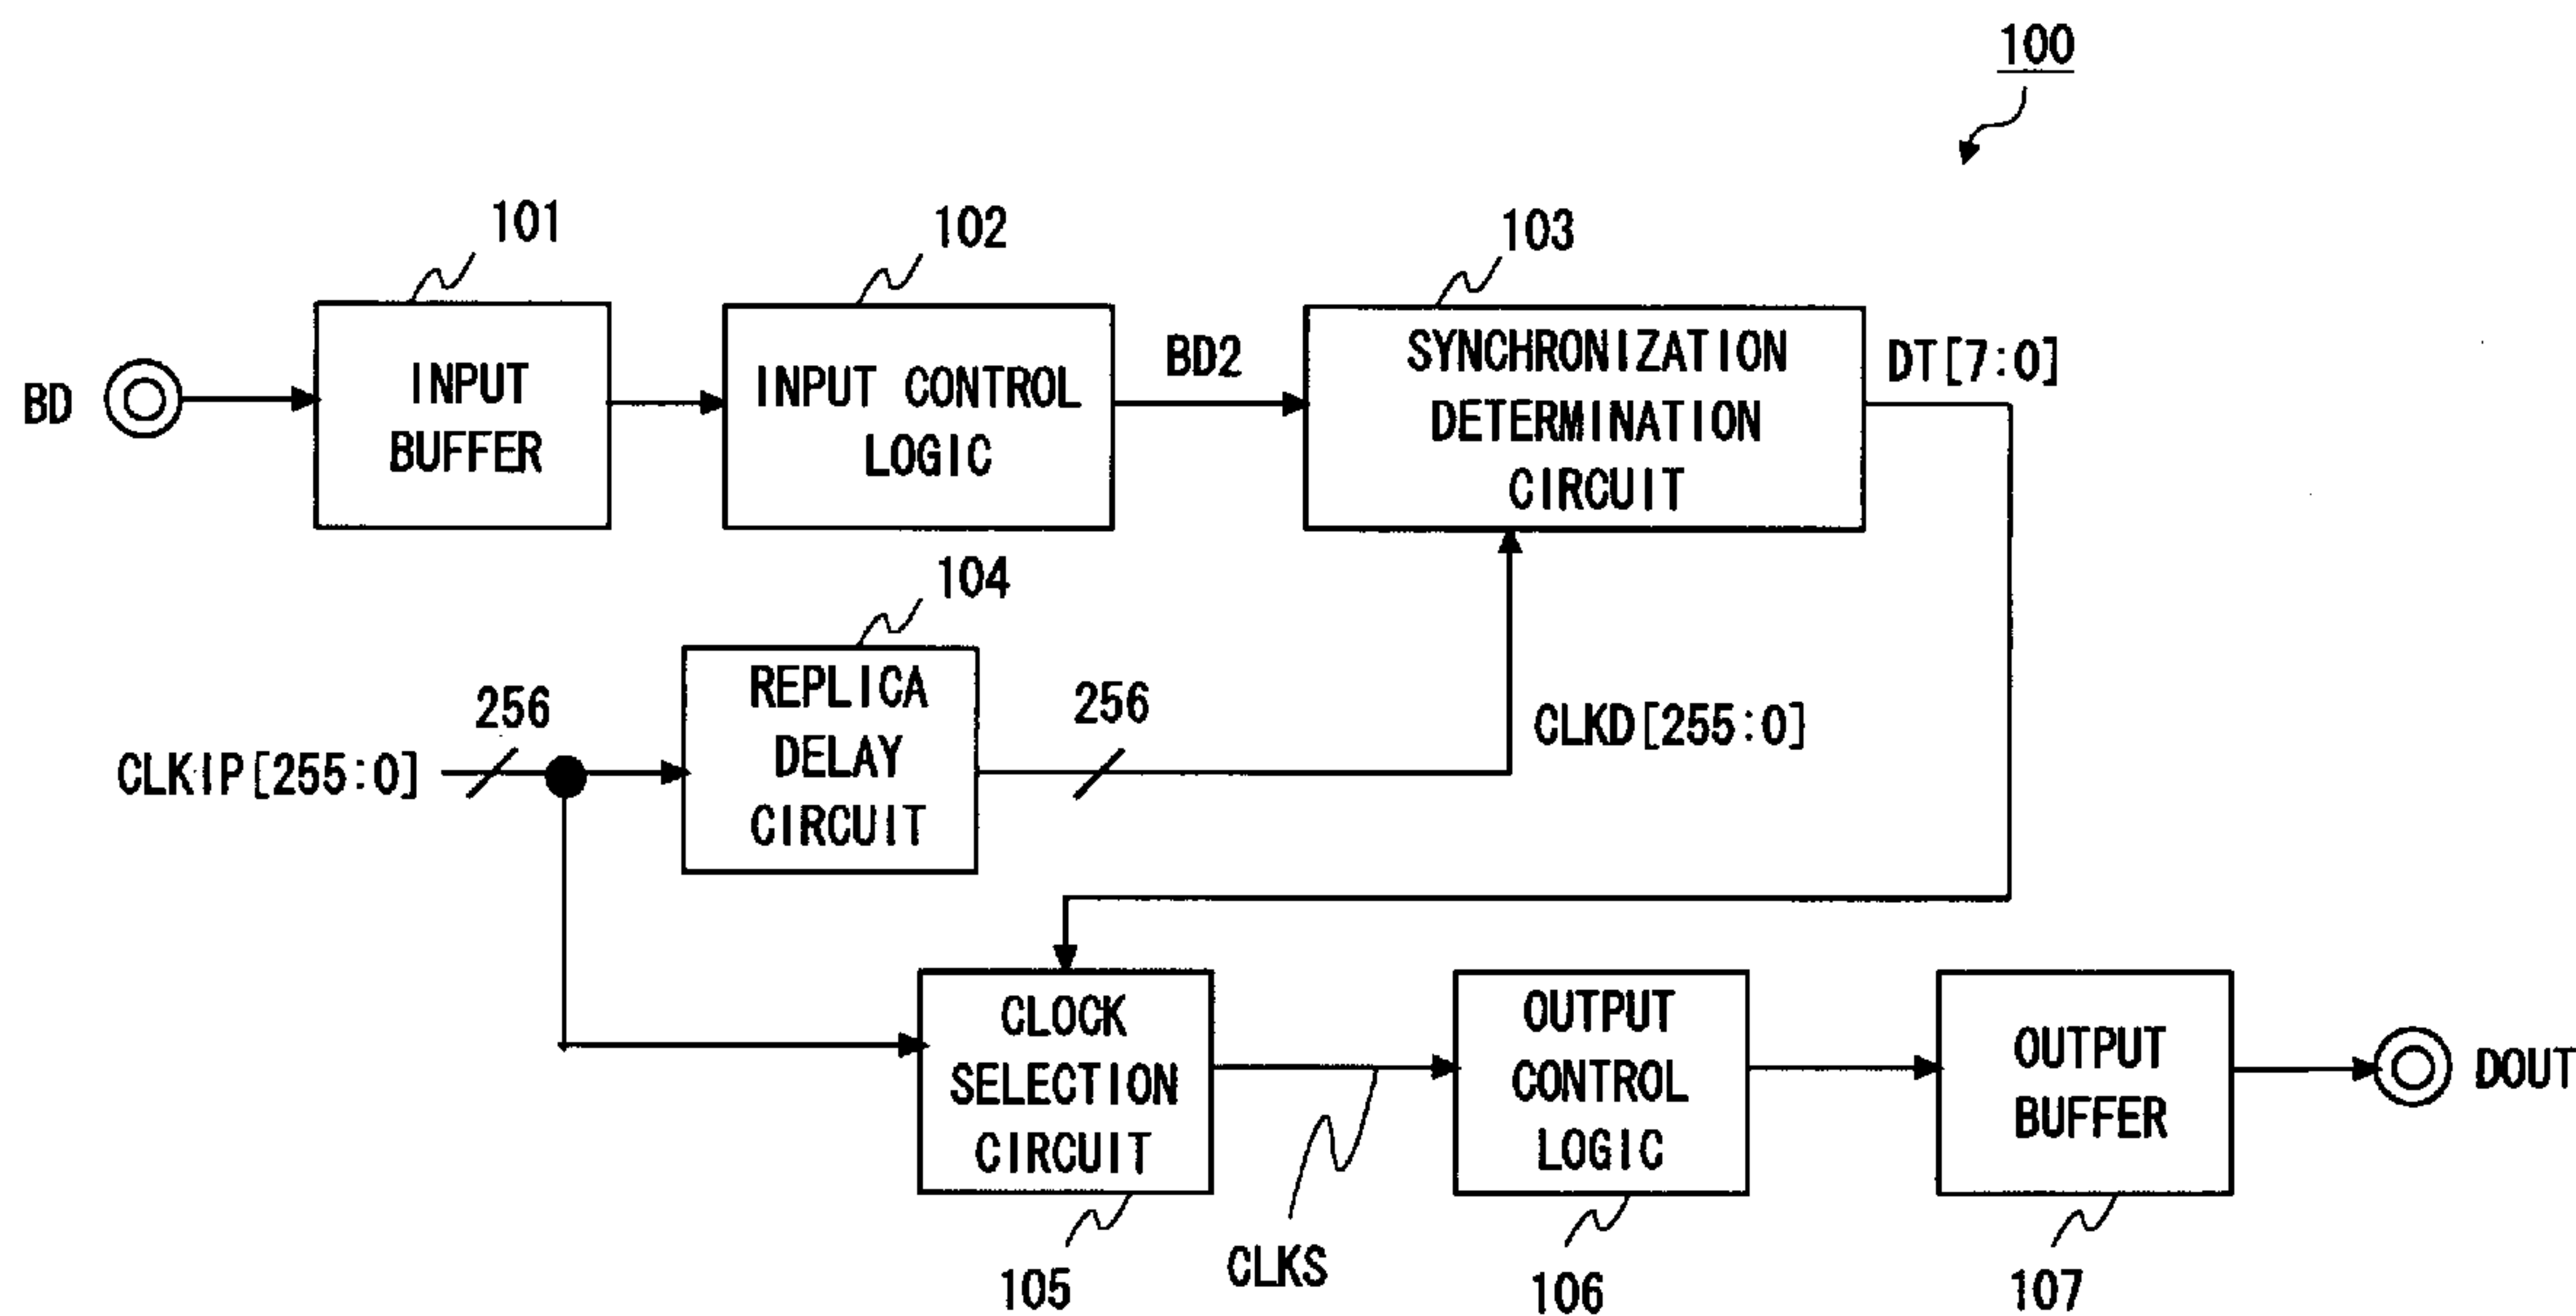 100
101
102
103
BD
INPUT
BUFFER
INPUT CONTROL
LOGIC
BD2
SYNCHRONIZATION
DETERMINATION
CIRCUIT
DT[7:0]
104
CLKIP[255:0]
256
REPLICA
DELAY
CIRCUIT
256
CLKD[255:0]
CLOCK
SELECTION
CIRCUIT
OUTPUT
CONTROL
LOGIC
OUTPUT
BUFFER
DOUT
105
CLKS
106
107